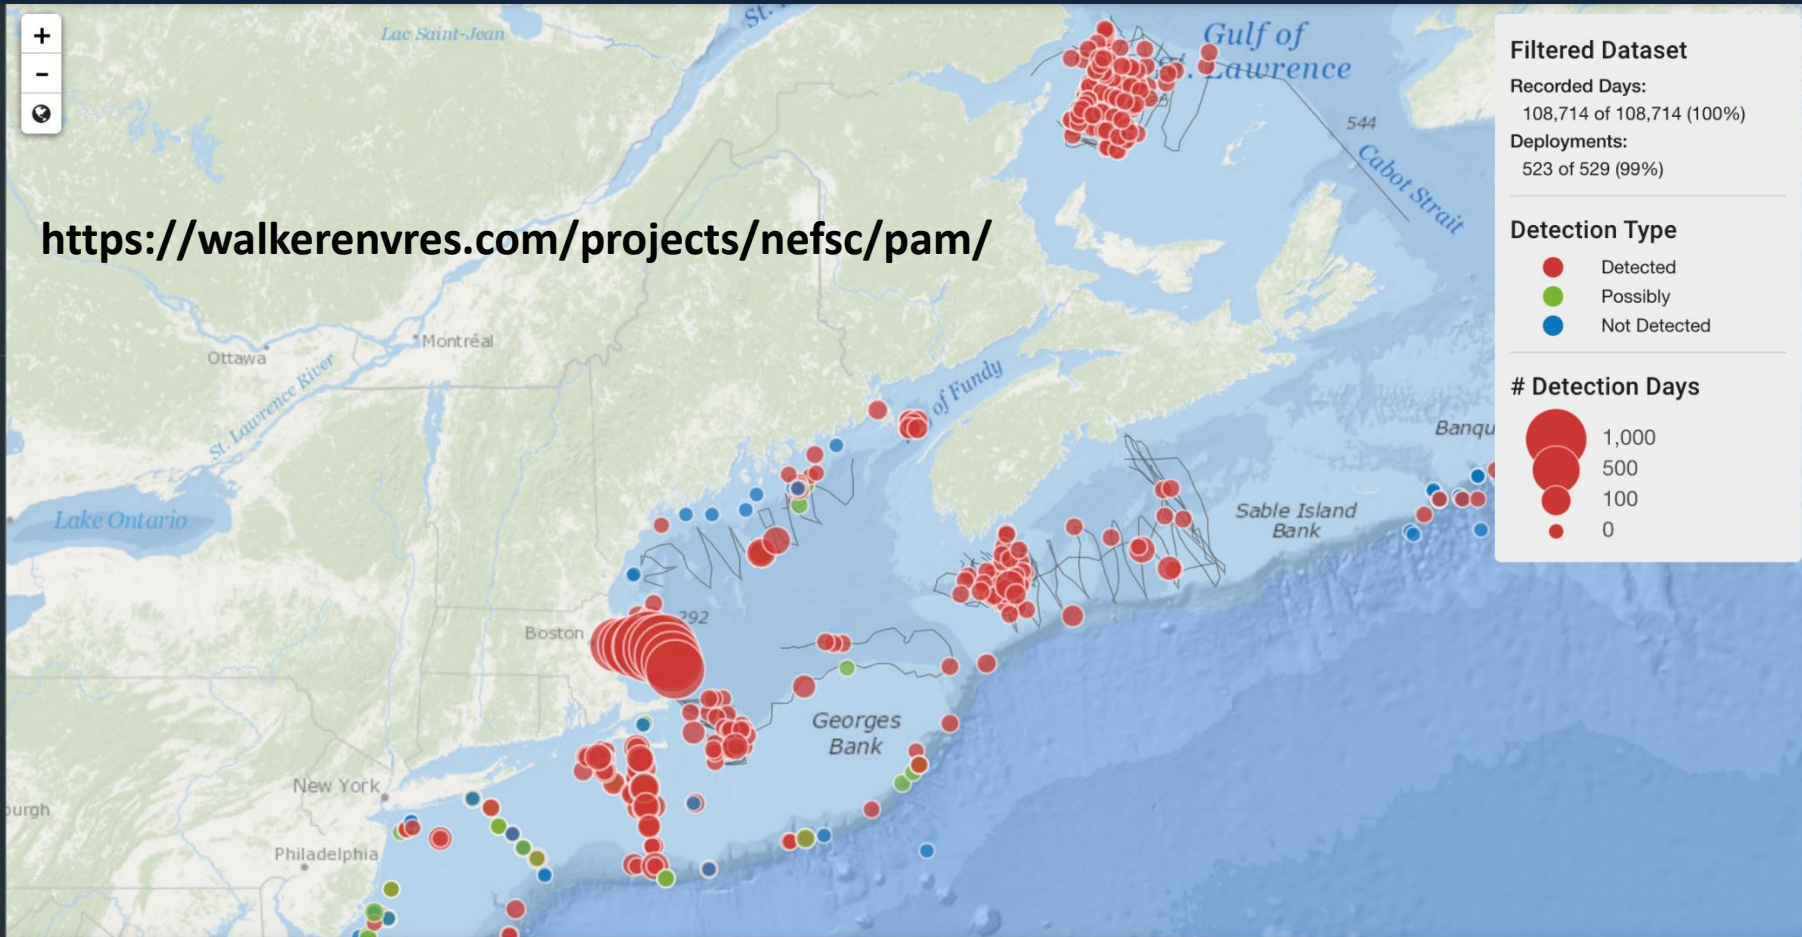 +
-
Lac Saint-Jean
St.
Gulf of
St. Lawrence
544
Cabot Strait
https://walkerenvres.com/projects/nefsc/pam/
Ottawa
Montréal
St. Lawrence River
of Fundy
Lake Ontario
Banqu
Sable Island
Bank
292
Boston
Georges
Bank
New York
burgh
Philadelphia
Filtered Dataset
Recorded Days:
108,714 of 108,714 (100%)
Deployments:
523 of 529 (99%)
Detection Type
Detected
Possibly
Not Detected
# Detection Days
1,000
500
100
0